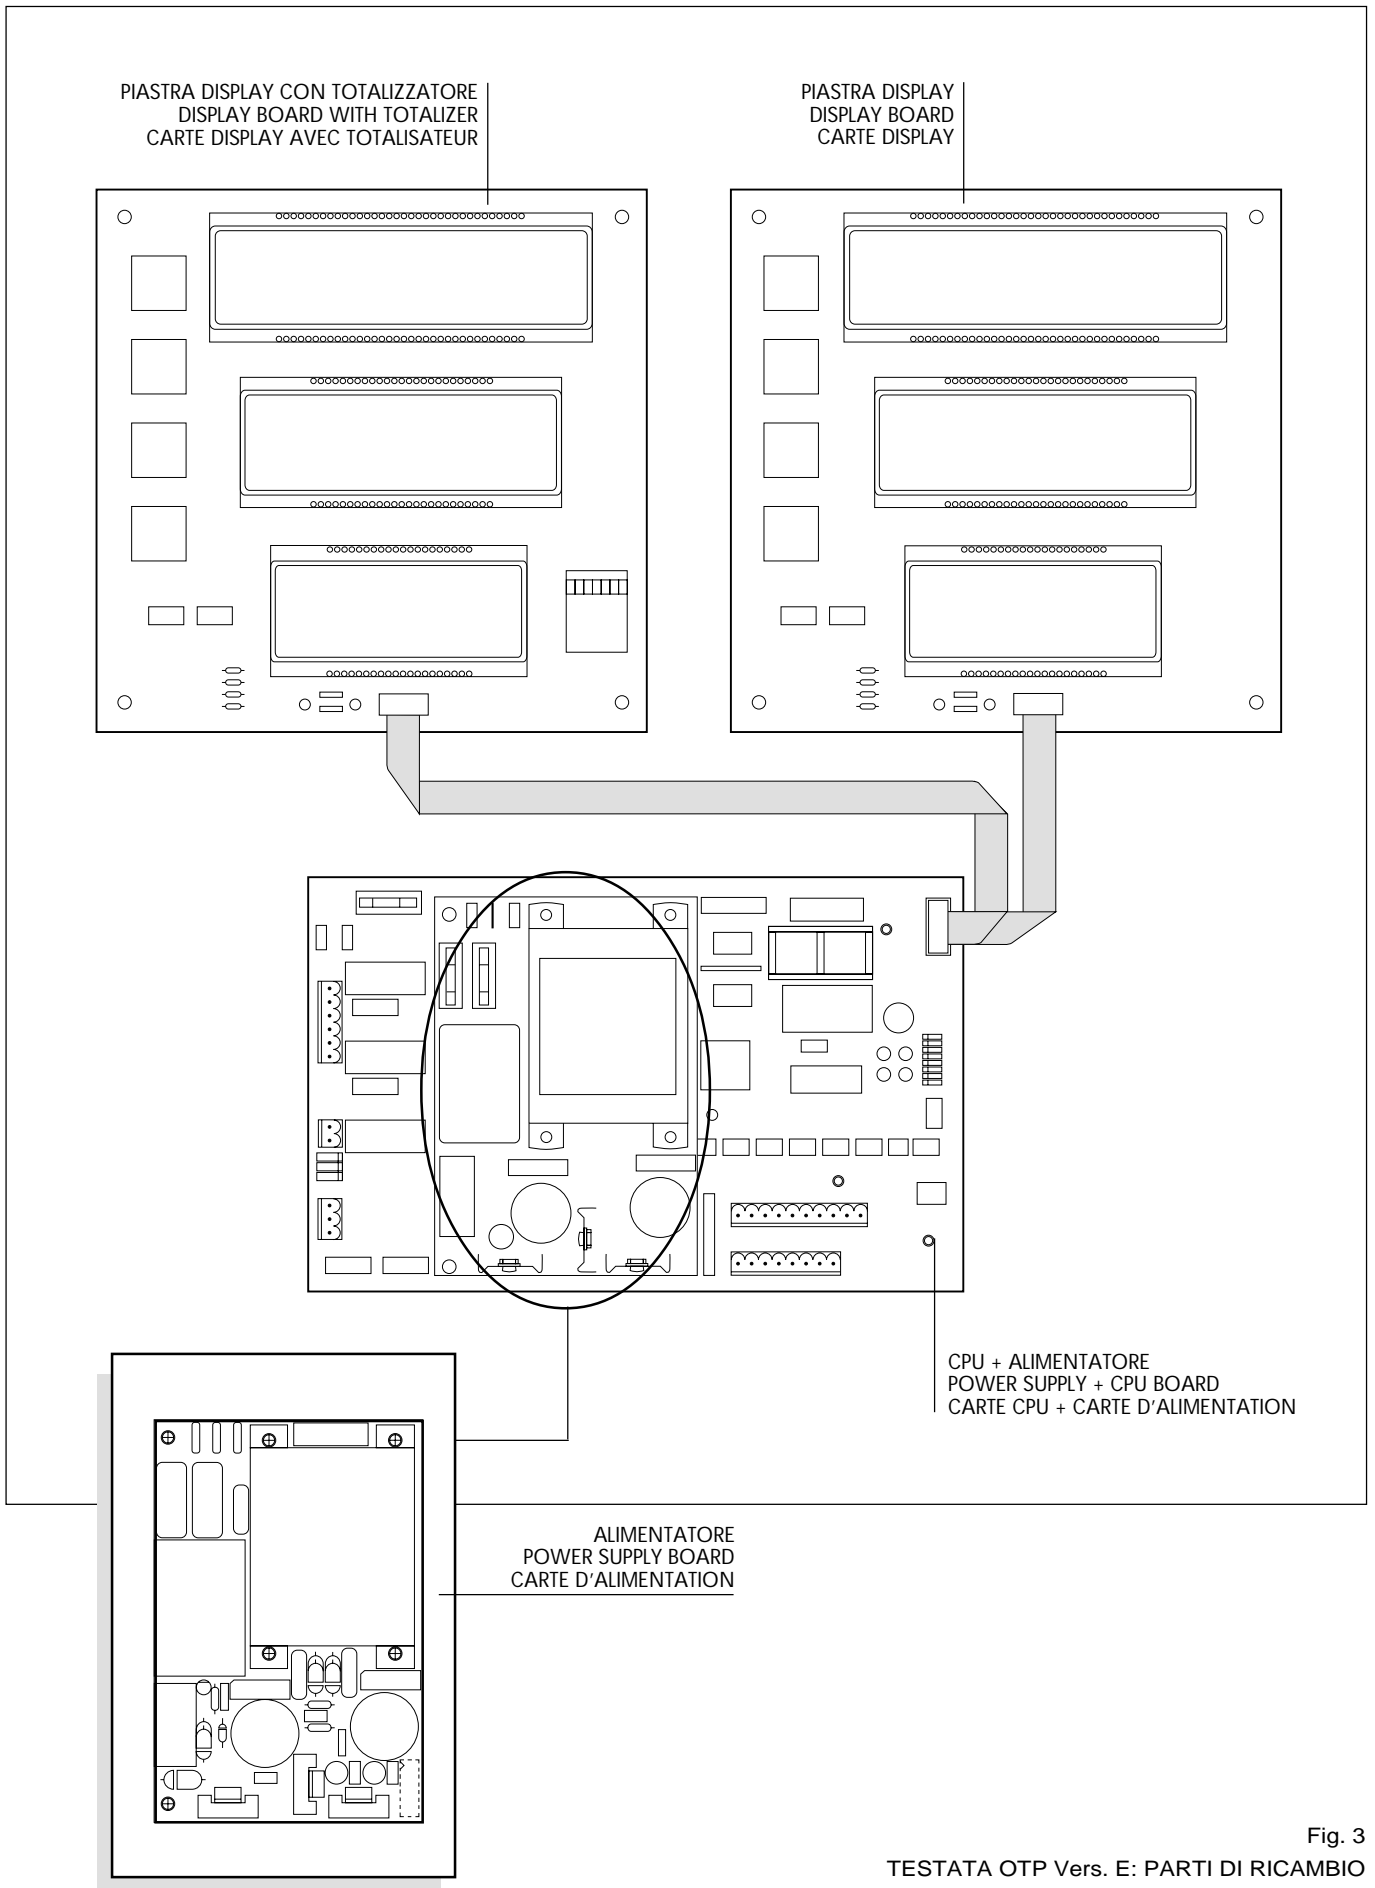 PIASTRA DISPLAY CON TOTALIZZATORE
DISPLAY BOARD WITH TOTALIZER
CARTE DISPLAY AVEC TOTALISATEUR
PIASTRA DISPLAY
DISPLAY BOARD
CARTE DISPLAY
CPU + ALIMENTATORE
POWER SUPPLY + CPU BOARD
CARTE CPU + CARTE D'ALIMENTATION
ALIMENTATORE
POWER SUPPLY BOARD
CARTE D'ALIMENTATION
Fig. 3
TESTATA OTP Vers. E: PARTI DI RICAMBIO